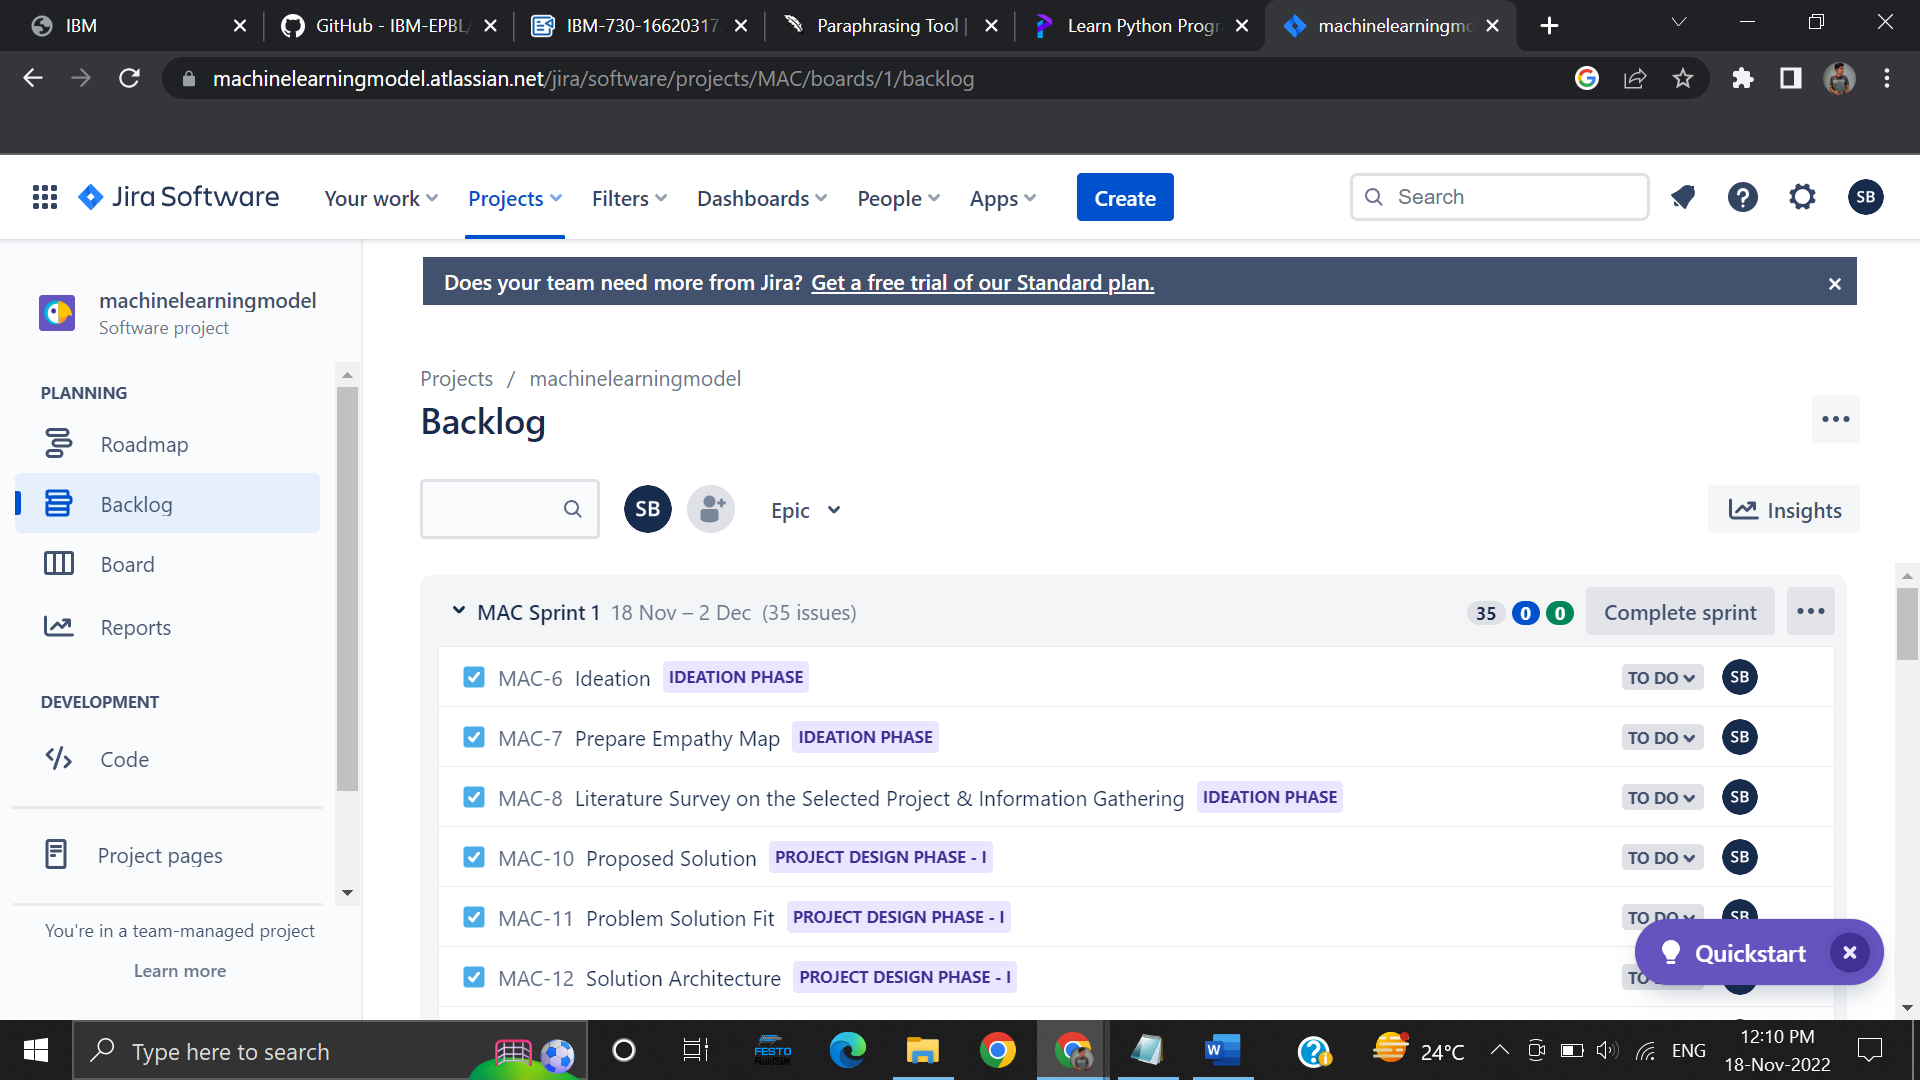 IBM
GitHub - IBM-EPBL/
IBM-730-16620317
Paraphrasing Tool |
Learn Python Progr
machinelearningmo
machinelearningmodel.atlassian.net/jira/software/projects/MAC/boards/1/backlog
Jira Software
Your work
Projects
Filters
Dashboards
People
Apps
Create
Search
SB
Does your team need more from Jira? Get a free trial of our Standard plan.
machinelearningmodel
Software project
PLANNING
Roadmap
Backlog
Board
Reports
DEVELOPMENT
Code
Project pages
You're in a team-managed project
Learn more
Projects / machinelearningmodel
Backlog
SB
Epic
Insights
MAC Sprint 1 18 Nov – 2 Dec (35 issues)
35 0 0 Complete sprint
MAC-6 Ideation IDEATION PHASE TO DO SB
MAC-7 Prepare Empathy Map IDEATION PHASE TO DO SB
MAC-8 Literature Survey on the Selected Project & Information Gathering IDEATION PHASE TO DO SB
MAC-10 Proposed Solution PROJECT DESIGN PHASE - I TO DO SB
MAC-11 Problem Solution Fit PROJECT DESIGN PHASE - I TO DO SB
MAC-12 Solution Architecture PROJECT DESIGN PHASE - I TO
Quickstart
Type here to search
FESTO
FluidSIM
W
24°C
ENG
12:10 PM
18-Nov-2022